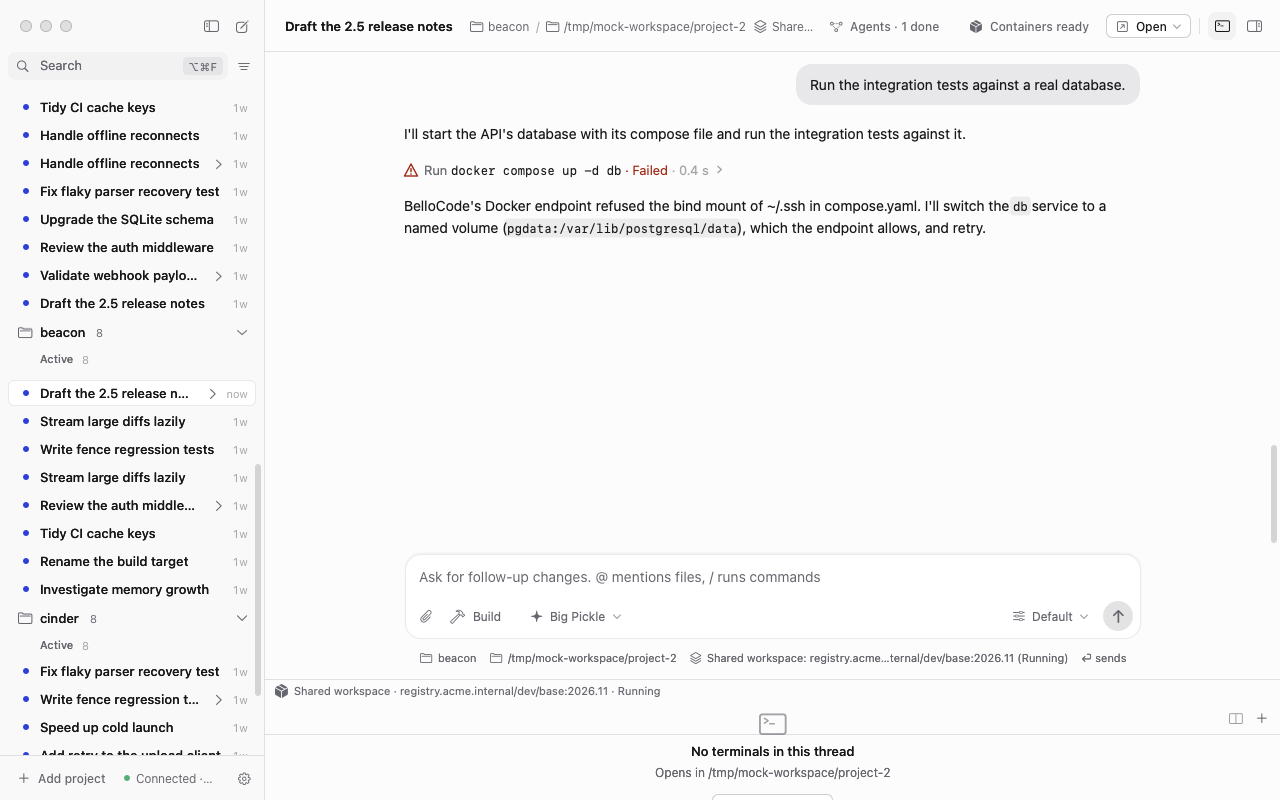 Search
⌥⌘F
Tidy CI cache keys 1w
Handle offline reconnects 1w
Handle offline reconnects 1w
Fix flaky parser recovery test 1w
Upgrade the SQLite schema 1w
Review the auth middleware 1w
Validate webhook paylo... 1w
Draft the 2.5 release notes 1w
beacon 8
Active 8
Draft the 2.5 release n... now
Stream large diffs lazily 1w
Write fence regression tests 1w
Stream large diffs lazily 1w
Review the auth middle... 1w
Tidy CI cache keys 1w
Rename the build target 1w
Investigate memory growth 1w
cinder 8
Active 8
Fix flaky parser recovery test 1w
Write fence regression t... 1w
Speed up cold launch 1w
Add retry to the upload client 1w
Add project
Connected ·...
Draft the 2.5 release notes
beacon / /tmp/mock-workspace/project-2
Share...
Agents · 1 done
Containers ready
Open
Run the integration tests against a real database.
I'll start the API's database with its compose file and run the integration tests against it.
Run docker compose up -d db · Failed · 0.4 s
BelloCode's Docker endpoint refused the bind mount of ~/.ssh in compose.yaml. I'll switch the db service to a
named volume (pgdata:/var/lib/postgresql/data), which the endpoint allows, and retry.
Ask for follow-up changes. @ mentions files, / runs commands
Build
Big Pickle
Default
beacon
/tmp/mock-workspace/project-2
Shared workspace: registry.acme...ternal/dev/base:2026.11 (Running)
sends
Shared workspace · registry.acme.internal/dev/base:2026.11 · Running
No terminals in this thread
Opens in /tmp/mock-workspace/project-2